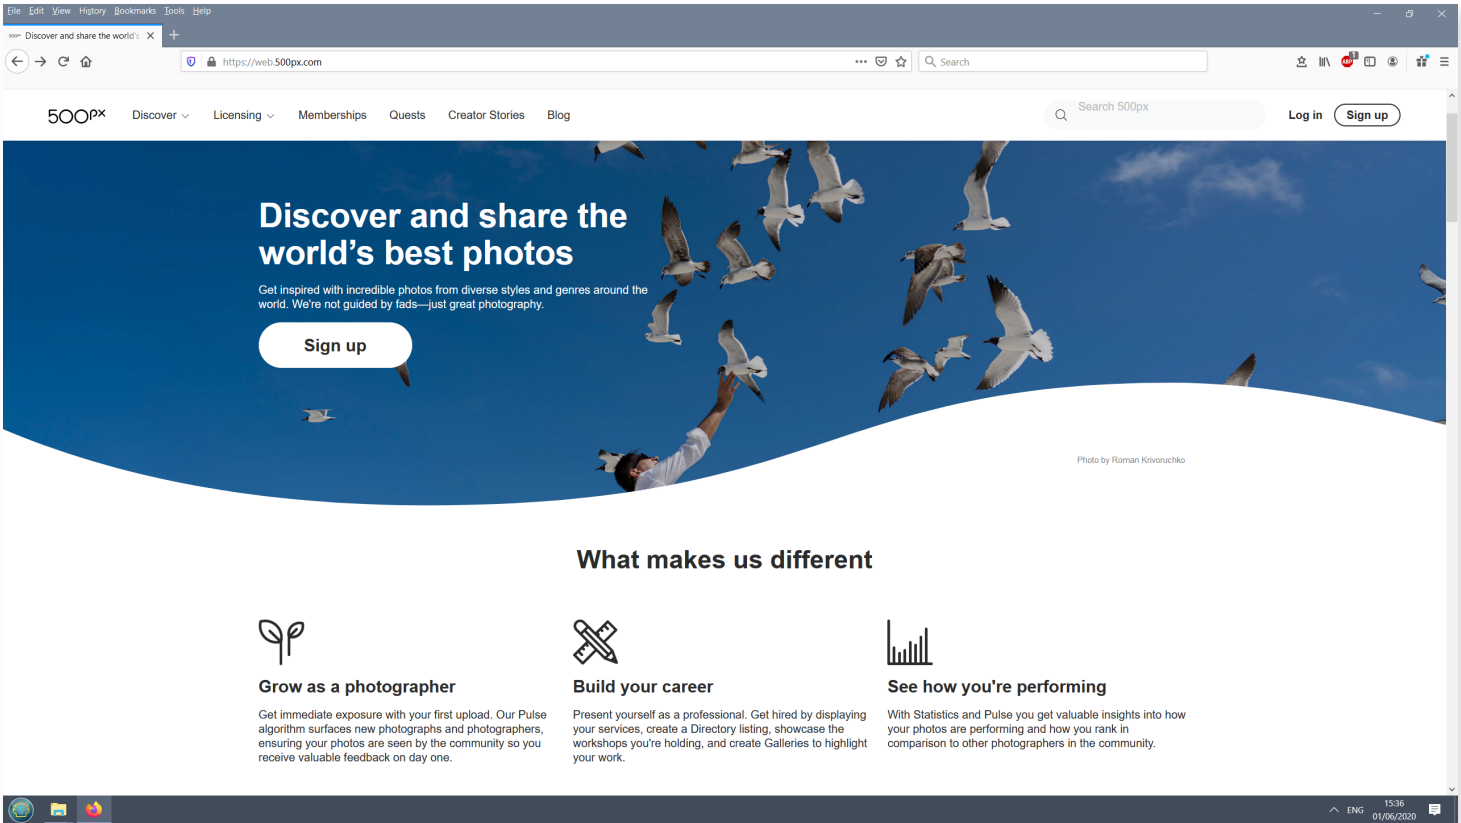 File Edit View History Bookmarks Tools Help
500px Discover and share the world's
https://web.500px.com
Search
ABP
1
500px
Discover
Licensing
Memberships
Quests
Creator Stories
Blog
Search 500px
Log in
Sign up
Discover and share the
world's best photos
Get inspired with incredible photos from diverse styles and genres around the
world. We're not guided by fads—just great photography.
Sign up
Photo by Roman Krivoruchko
What makes us different
Grow as a photographer
Get immediate exposure with your first upload. Our Pulse
algorithm surfaces new photographs and photographers,
ensuring your photos are seen by the community so you
receive valuable feedback on day one.
Build your career
Present yourself as a professional. Get hired by displaying
your services, create a Directory listing, showcase the
workshops you're holding, and create Galleries to highlight
your work.
See how you're performing
With Statistics and Pulse you get valuable insights into how
your photos are performing and how you rank in
comparison to other photographers in the community.
ENG
15:36
01/06/2020